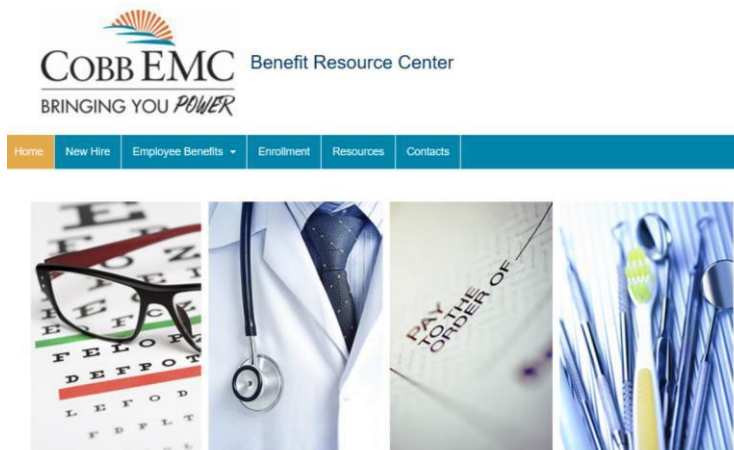 COBB EMC
BRINGING YOU POWER
Benefit Resource Center
Home New Hire Employee Benefits Enrollment Resources Contacts
E
F E L O P
D E F P O T
L E F O D
F D P L T
PAY
TO THE
ORDER OF